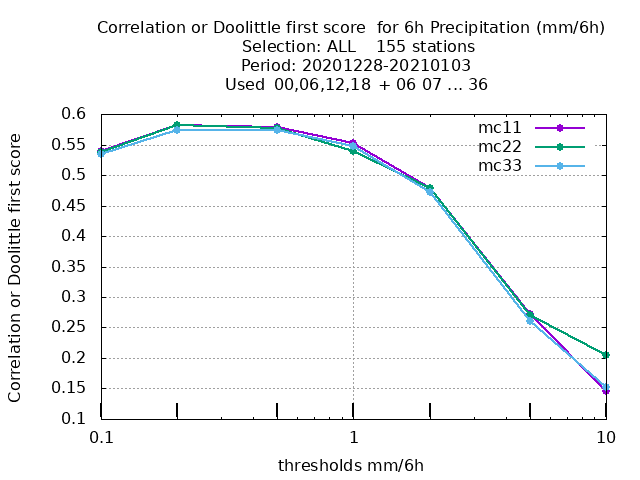 Correlation or Doolittle first score for 6h Precipitation (mm/6h)
Selection: ALL 155 stations
Period: 20201228-20210103
Used 00,06,12,18 + 06 07 ... 36
Correlation or Doolittle first score
0.6
0.55
0.5
0.45
0.4
0.35
0.3
0.25
0.2
0.15
0.1
mc11
mc22
mc33
0.1 1 10
thresholds mm/6h